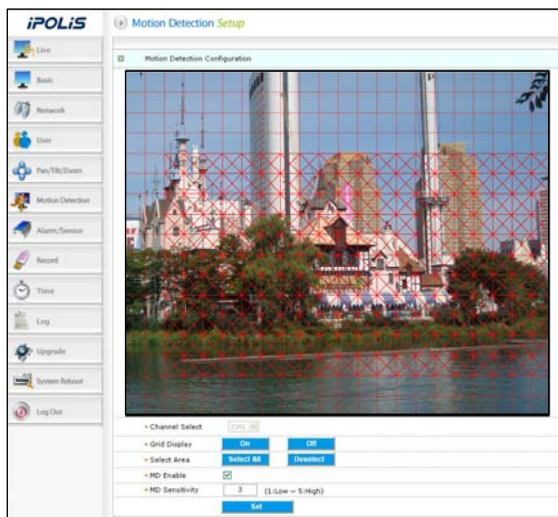 iPOLiS
Motion Detection Setup
Live
Basic
Network
User
Pan/Tilt/Zoom
Motion Detection
Alarm/Sensor
Record
Time
Log
Upgrade
System Reboot
Log Out
Motion Detection Configuration
Channel Select CH1
Grid Display On Off
Select Area Select All Deselect
MD Enable
MD Sensitivity 3 (1:Low ~ 5:High)
Set